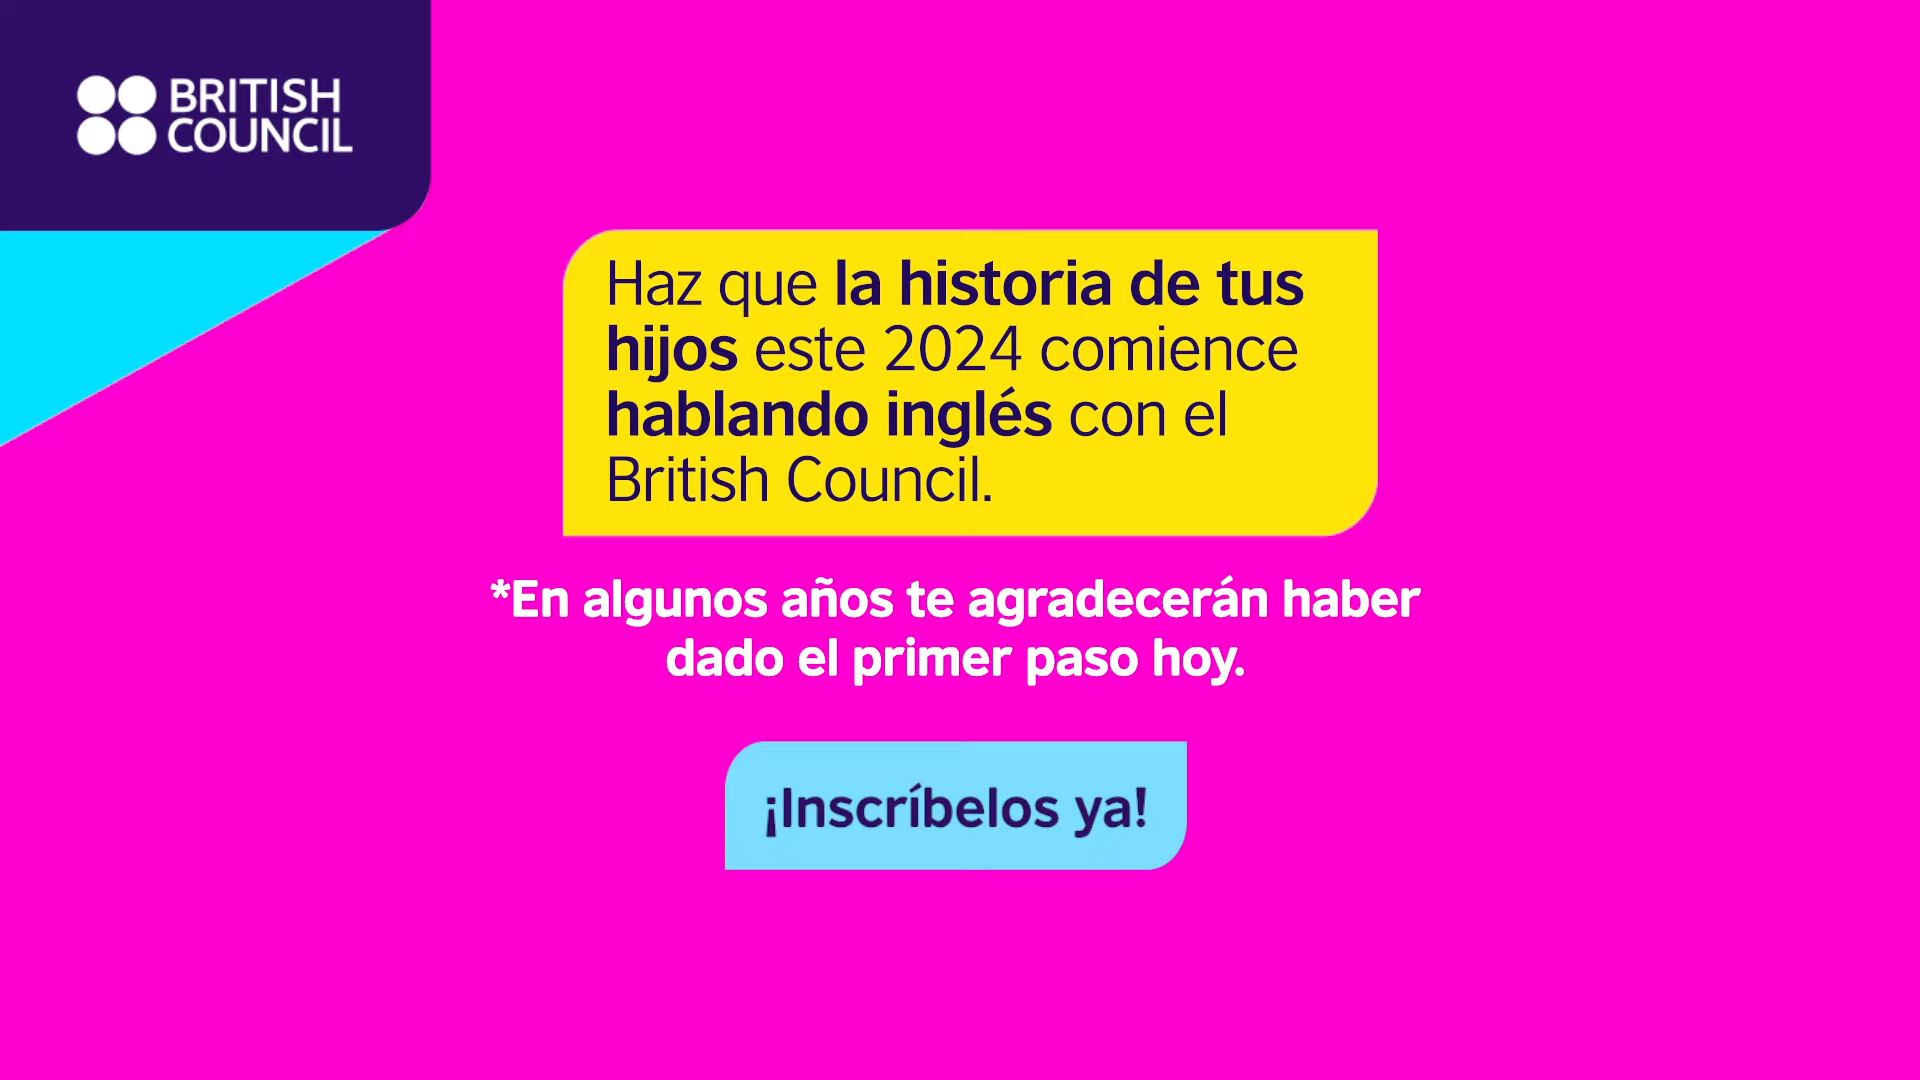 BRITISH
COUNCIL
Haz que la historia de tus
hijos este 2024 comience
hablando inglés con el
British Council.
*En algunos años te agradecerán haber
dado el primer paso hoy.
¡Inscríbelos ya!